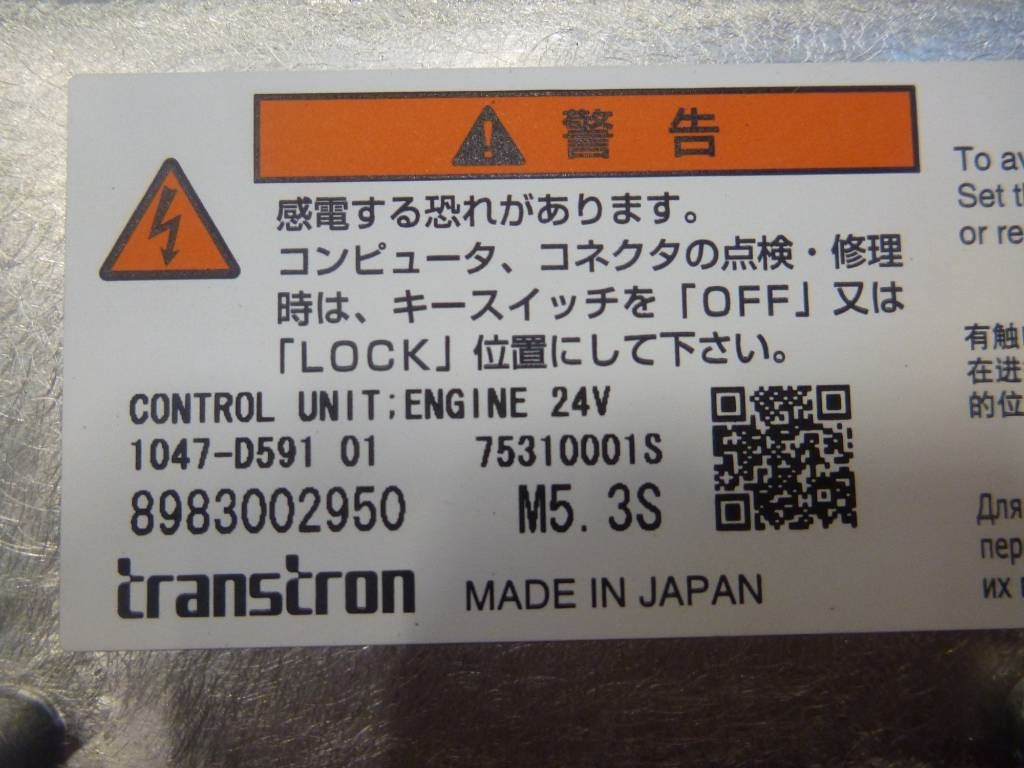 警告
感電する恐れがあります。
コンピュータ、コネクタの点検・修理
時は、キースイッチを「OFF」又は
「LOCK」位置にして下さい。
CONTROL UNIT;ENGINE 24V
1047-D591 01 75310001S
8983002950 M5.3S
transtron MADE IN JAPAN
To av
Set th
or re
有触
在进
的位
Для
пер
их